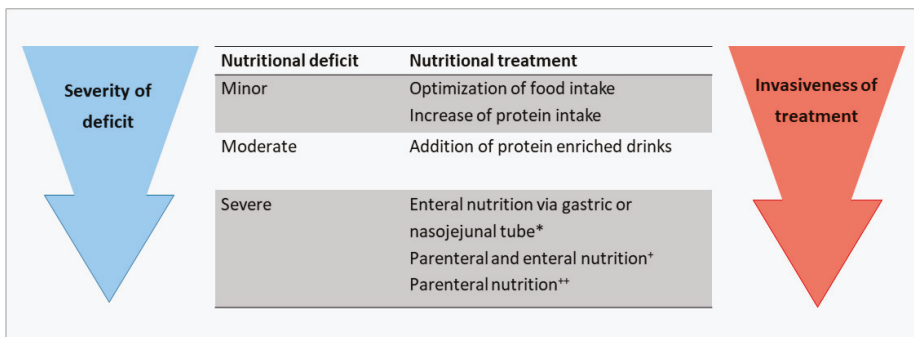 Severity of
deficit
Nutritional deficit Nutritional treatment
Minor Optimization of food intake
Increase of protein intake
Moderate Addition of protein enriched drinks
Severe Enteral nutrition via gastric or
nasojejunal tube*
Parenteral and enteral nutrition⁺
Parenteral nutrition⁺⁺
Invasiveness of
treatment